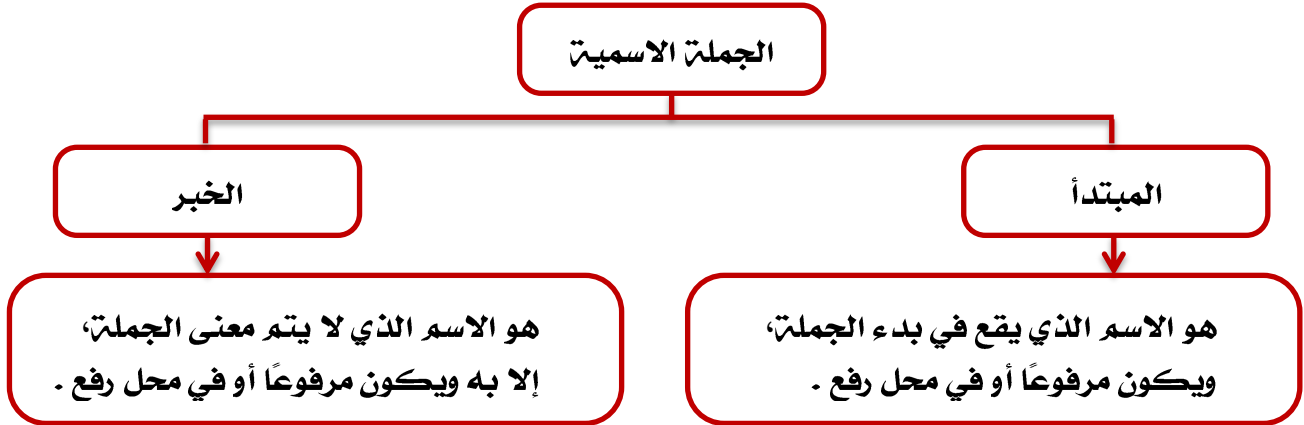 الجملة الاسمية
المبتدأ
الخبر
هو الاسم الذي يقع في بدء الجملة،
ويكون مرفوعًا أو في محل رفع .
هو الاسم الذي لا يتم معنى الجملة،
إلا به ويكون مرفوعًا أو في محل رفع .